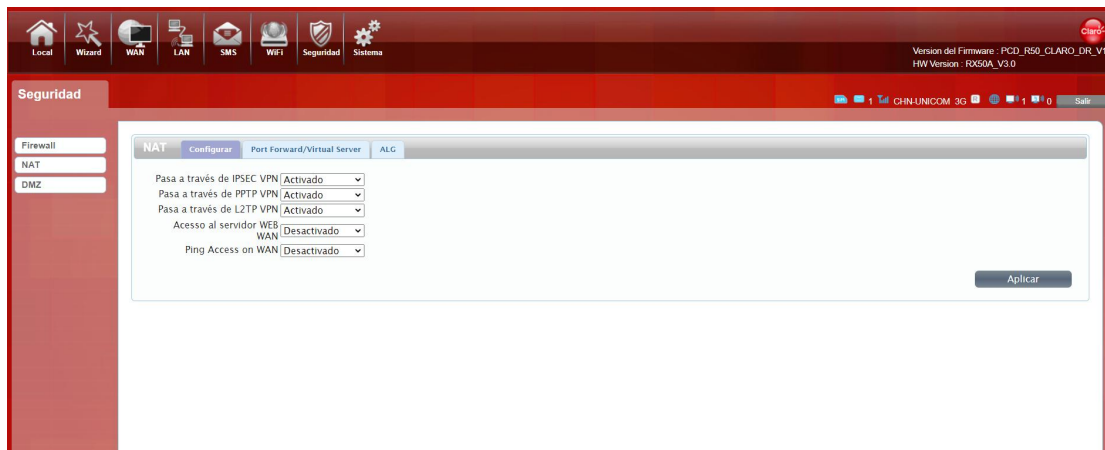 Claro
Local Wizard WAN LAN SMS WiFi Seguridad Sistema
Version del Firmware : PCD_R50_CLARO_DR_V1
HW Version : RX50A_V3.0
Seguridad
1 CHN-UNICOM 3G R 1 0 Salir
Firewall
NAT
DMZ
NAT Configurar Port Forward/Virtual Server ALG
Pasa a través de IPSEC VPN Activado
Pasa a través de PPTP VPN Activado
Pasa a través de L2TP VPN Activado
Acesso al servidor WEB
WAN Desactivado
Ping Access on WAN Desactivado
Aplicar